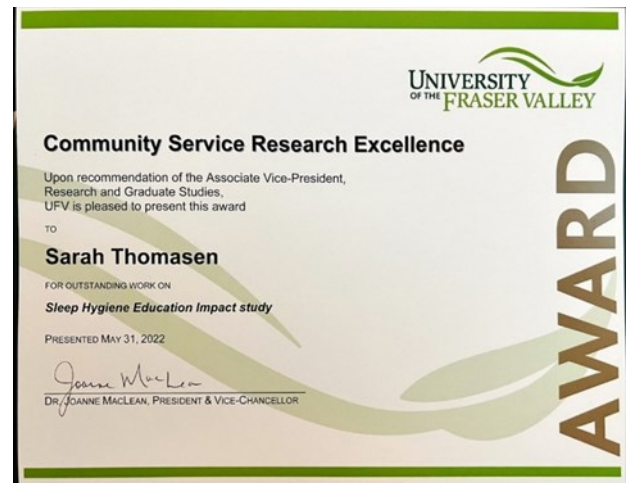 UNIVERSITY
OF THE FRASER VALLEY
Community Service Research Excellence
Upon recommendation of the Associate Vice-President,
Research and Graduate Studies,
UFV is pleased to present this award
TO
Sarah Thomasen
FOR OUTSTANDING WORK ON
Sleep Hygiene Education Impact study
PRESENTED MAY 31, 2022
Joanne MacLean
DR. JOANNE MACLEAN, PRESIDENT & VICE-CHANCELLOR
AWARD